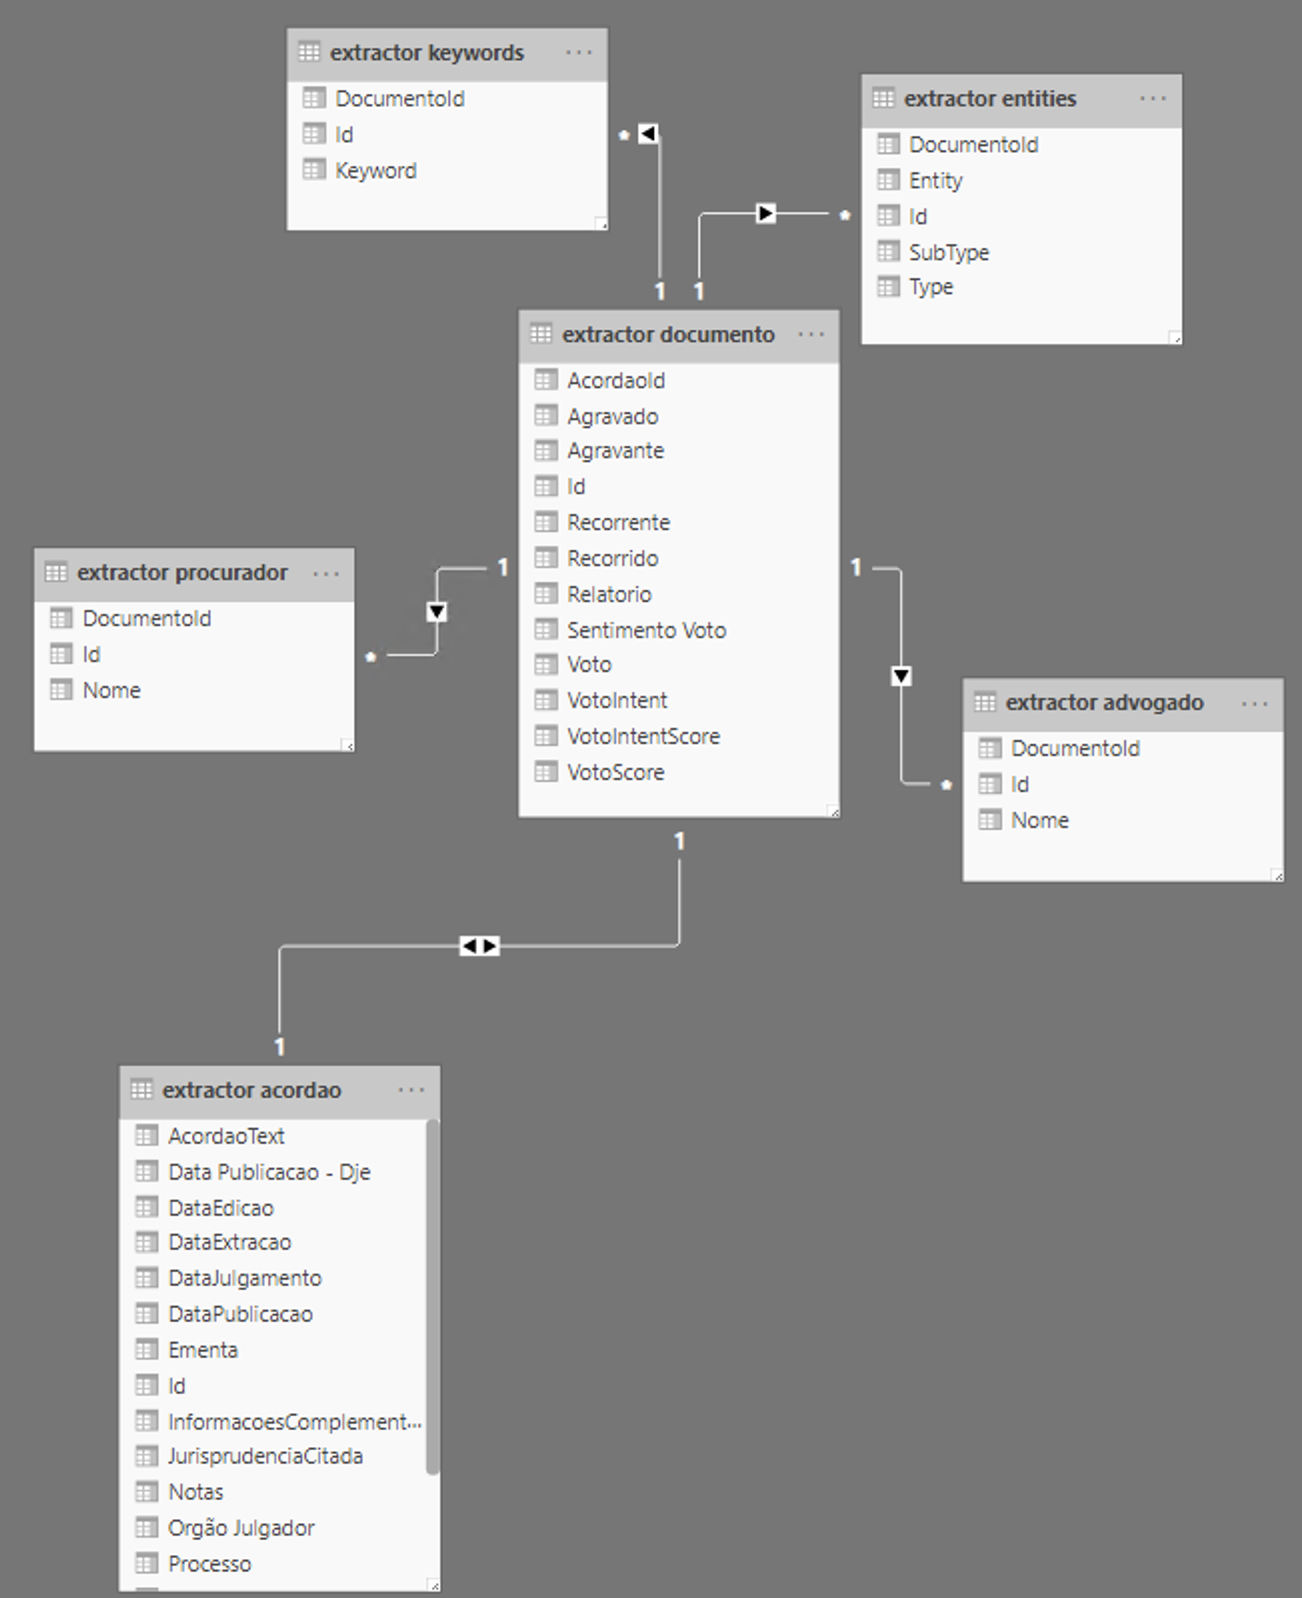 extractor keywords
DocumentoId
Id
Keyword
extractor entities
DocumentoId
Entity
Id
SubType
Type
*
*
1
1
extractor documento
AcordaoId
Agravado
Agravante
Id
Recorrente
Recorrido
Relatorio
Sentimento Voto
Voto
VotoIntent
VotoIntentScore
VotoScore
1
1
extractor procurador
DocumentoId
Id
Nome
*
extractor advogado
DocumentoId
Id
Nome
*
1
1
extractor acordao
AcordaoText
Data Publicacao - Dje
DataEdicao
DataExtracao
DataJulgamento
DataPublicacao
Ementa
Id
InformacoesComplement...
JurisprudenciaCitada
Notas
Orgão Julgador
Processo